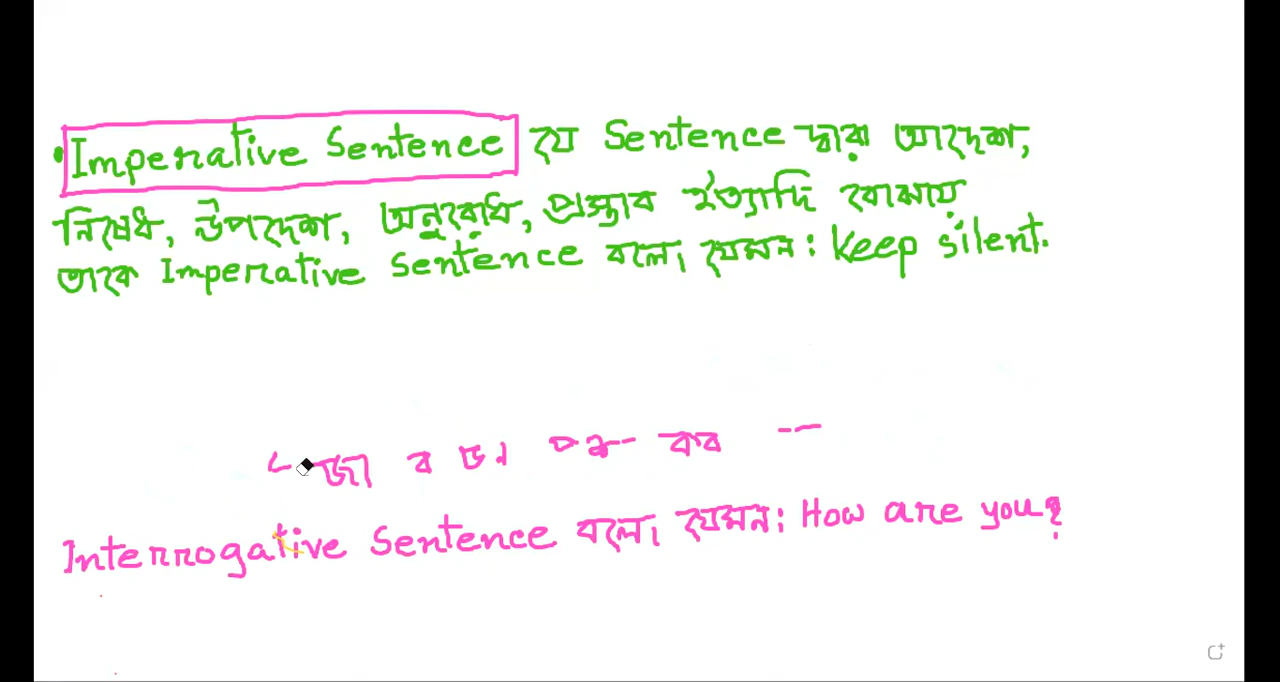 • Imperative Sentence যে Sentence দ্বারা আদেশ,
নিষেধ, উপদেশ, অনুরোধ, প্রস্তাব ইত্যাদি বোঝায়
তাকে Imperative Sentence বলে। যেমন: Keep silent.
Interrogative Sentence বলে। যেমন: How are you?